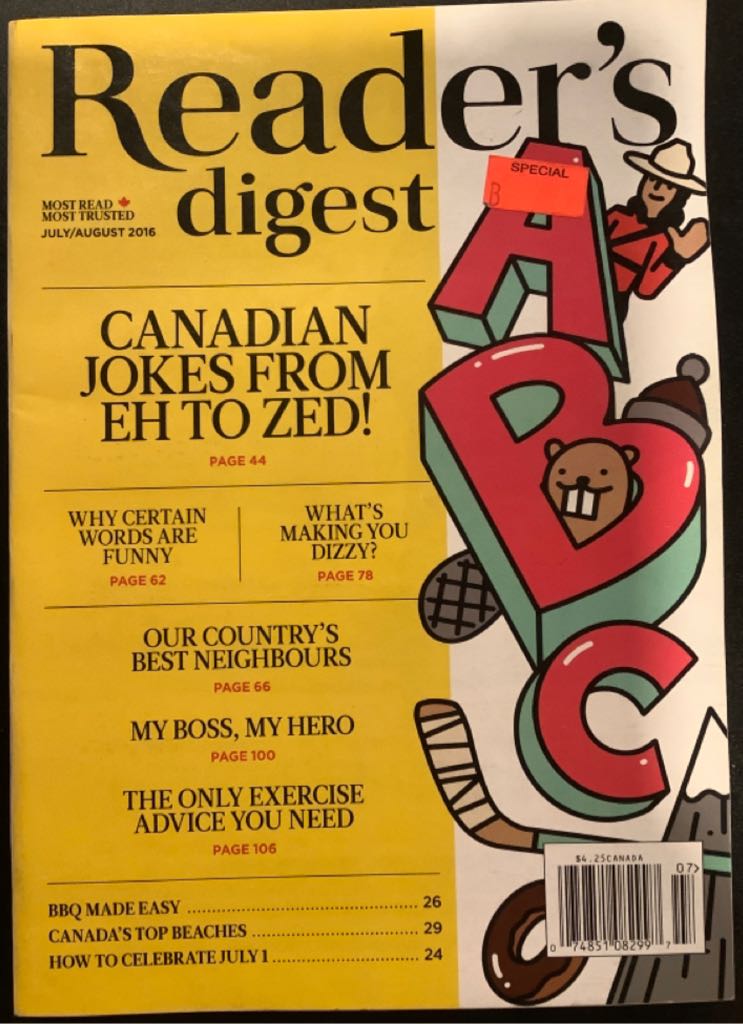 Reader's
digest
MOST READ
MOST TRUSTED
JULY/AUGUST 2016
SPECIAL
B
A
B
C
CANADIAN
JOKES FROM
EH TO ZED!
PAGE 44
WHY CERTAIN
WORDS ARE
FUNNY
PAGE 62
WHAT'S
MAKING YOU
DIZZY?
PAGE 78
OUR COUNTRY'S
BEST NEIGHBOURS
PAGE 66
MY BOSS, MY HERO
PAGE 100
THE ONLY EXERCISE
ADVICE YOU NEED
PAGE 106
BBQ MADE EASY ........................................ 26
CANADA'S TOP BEACHES ............................. 29
HOW TO CELEBRATE JULY 1 ......................... 24
$4.25CANADA
07>
0 74851 08299 7